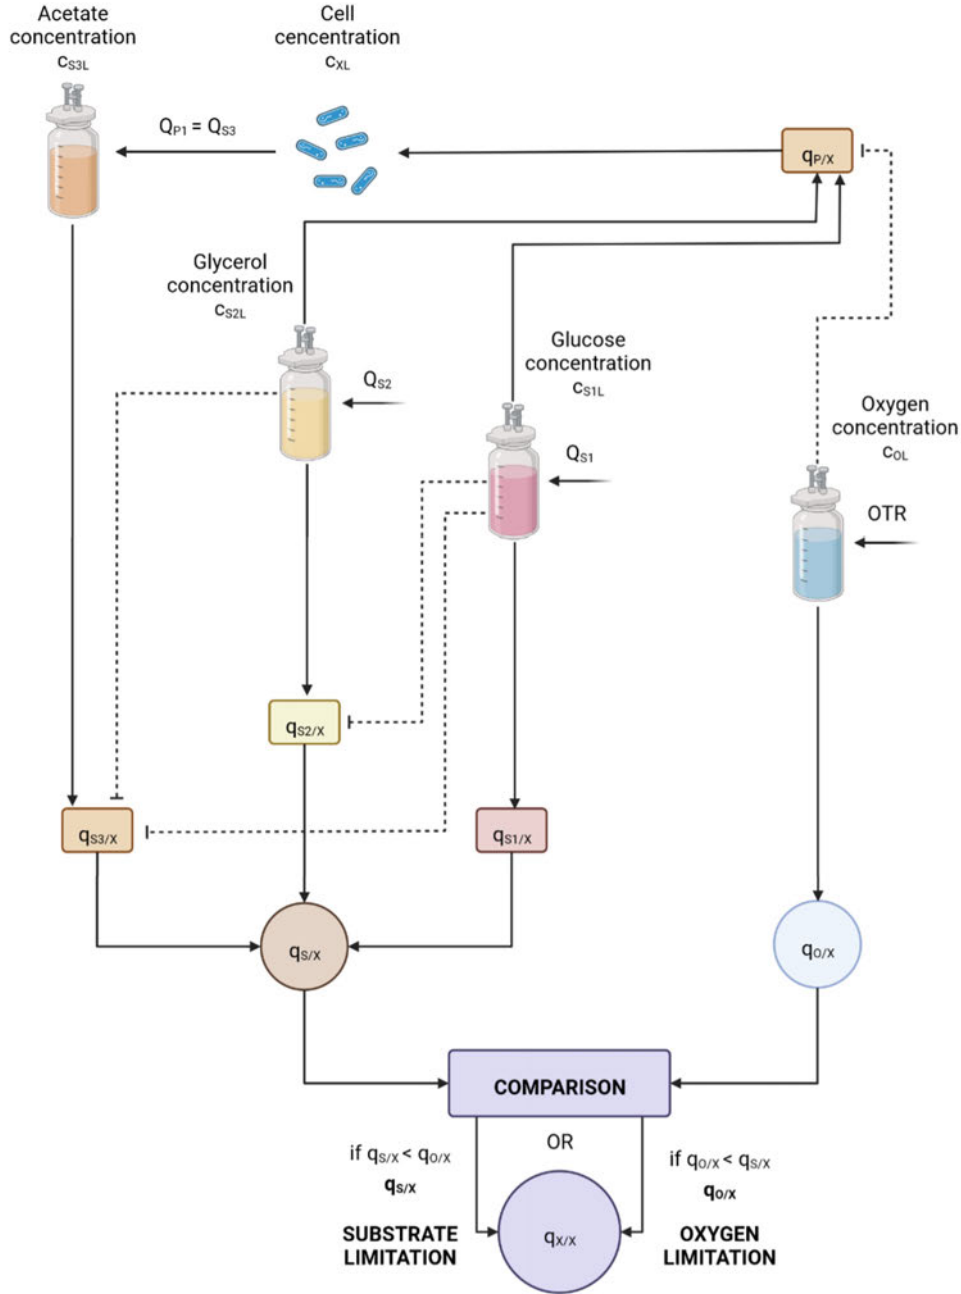 Acetate
concentration
cS3L
Cell
cencentration
cXL
QP1 = QS3
qP/X
Glycerol
concentration
cS2L
QS2
Glucose
concentration
cS1L
QS1
Oxygen
concentration
cOL
OTR
qS2/X
qS3/X
qS1/X
qS/X
qO/X
COMPARISON
OR
if qS/X < qO/X
qS/X
SUBSTRATE
LIMITATION
if qO/X < qS/X
qO/X
OXYGEN
LIMITATION
qX/X